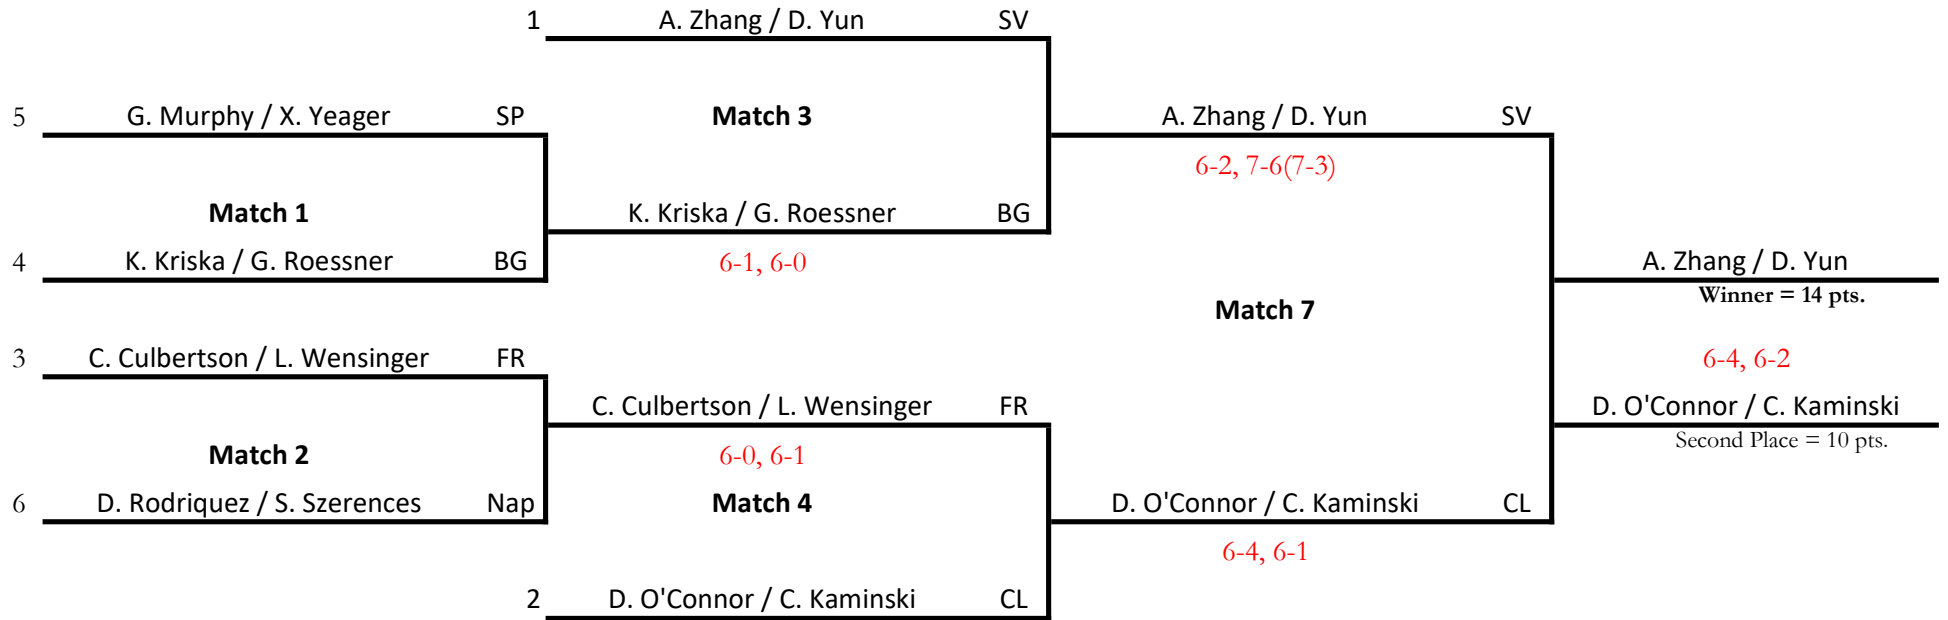 1 A. Zhang / D. Yun SV
5 G. Murphy / X. Yeager SP
Match 3
A. Zhang / D. Yun SV
6-2, 7-6(7-3)
Match 1
K. Kriska / G. Roessner BG
4 K. Kriska / G. Roessner BG
6-1, 6-0
A. Zhang / D. Yun
Winner = 14 pts.
Match 7
3 C. Culbertson / L. Wensinger FR
6-4, 6-2
C. Culbertson / L. Wensinger FR
D. O'Connor / C. Kaminski
Second Place = 10 pts.
Match 2
6-0, 6-1
6 D. Rodriquez / S. Szerences Nap
Match 4
D. O'Connor / C. Kaminski CL
6-4, 6-1
2 D. O'Connor / C. Kaminski CL